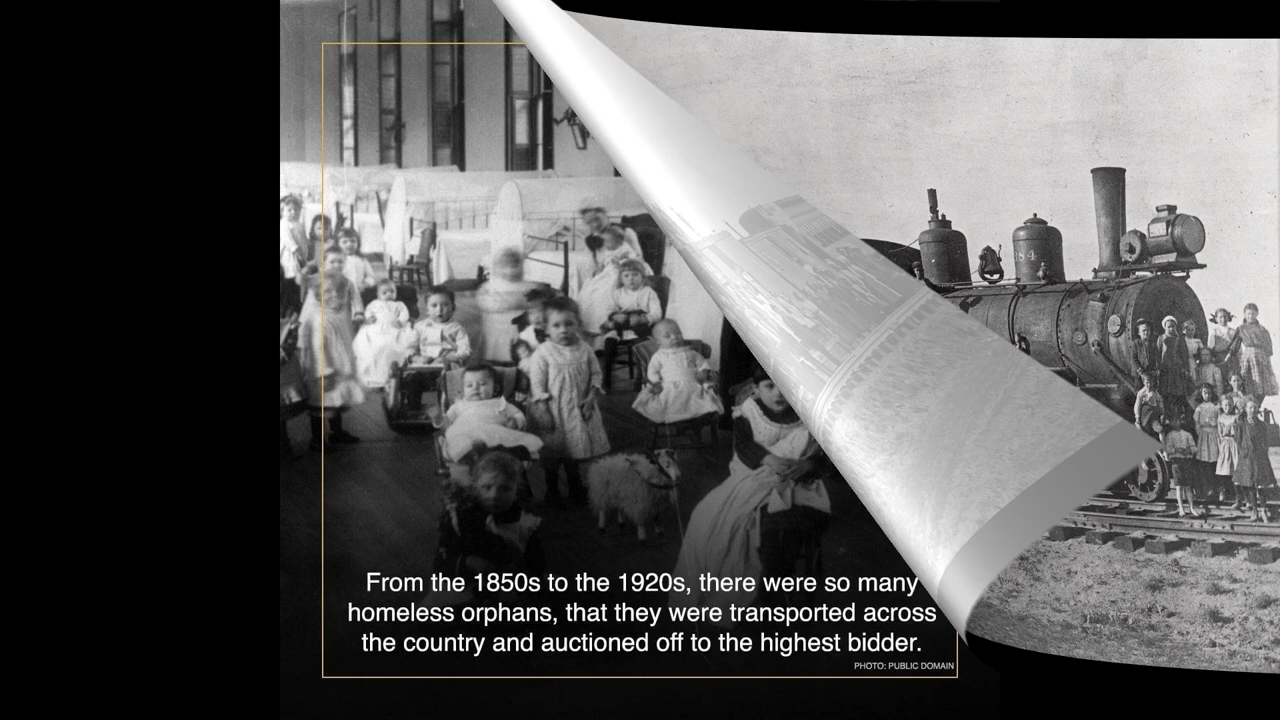 From the 1850s to the 1920s, there were so many
homeless orphans, that they were transported across
the country and auctioned off to the highest bidder.
PHOTO: PUBLIC DOMAIN
84